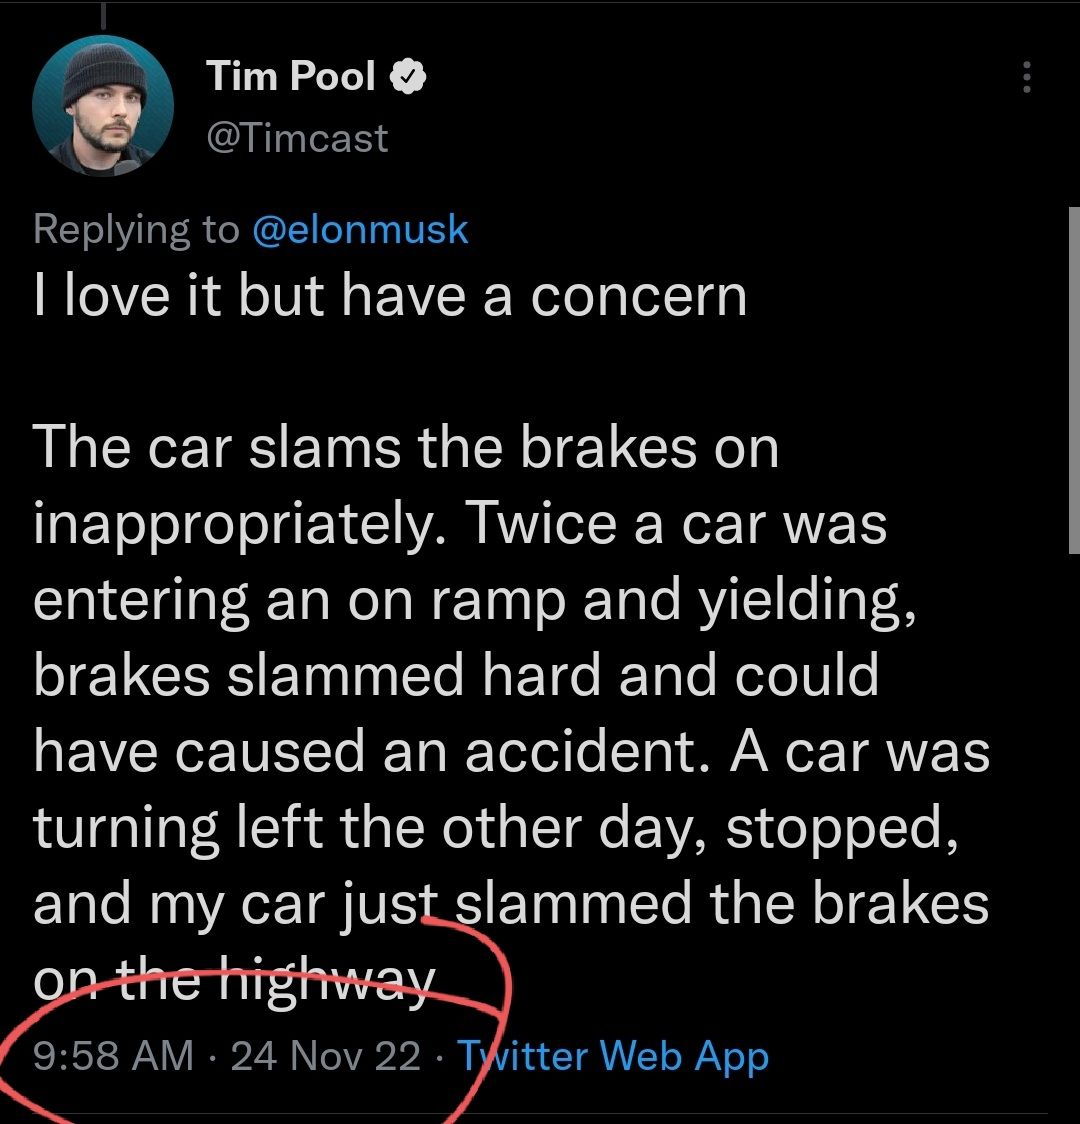 Tim Pool
@Timcast
Replying to @elonmusk
I love it but have a concern
The car slams the brakes on
inappropriately. Twice a car was
entering an on ramp and yielding,
brakes slammed hard and could
have caused an accident. A car was
turning left the other day, stopped,
and my car just slammed the brakes
on the highway
9:58 AM · 24 Nov 22 · Twitter Web App